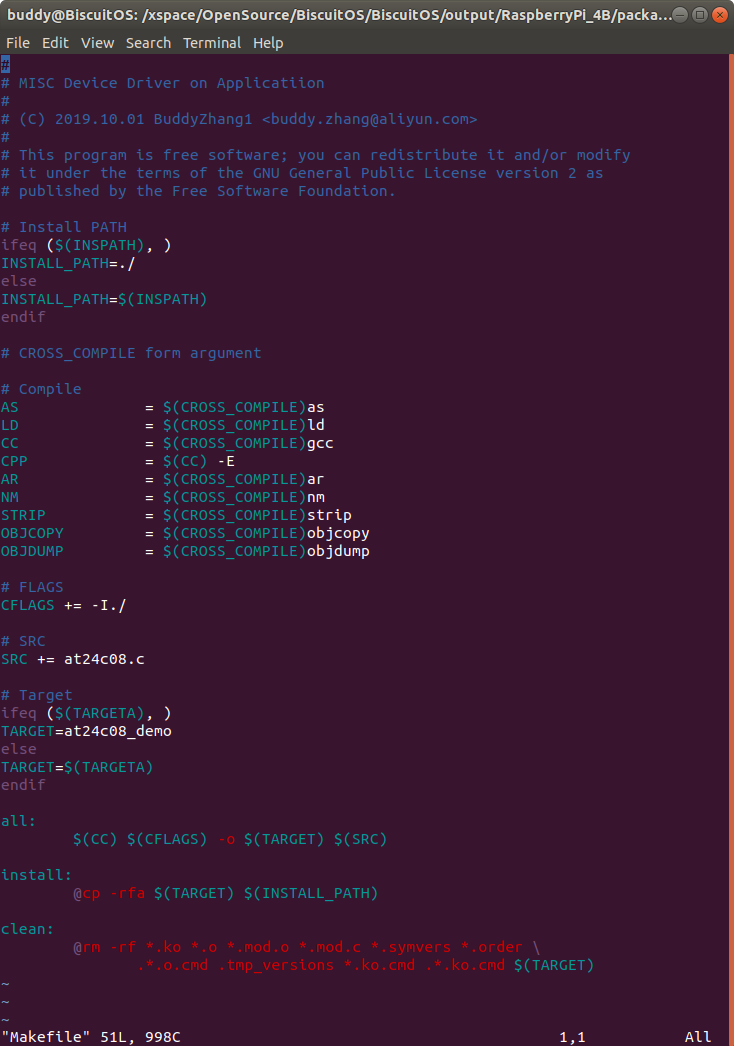 buddy@BiscuitOS: /xspace/OpenSource/BiscuitOS/BiscuitOS/output/RaspberryPi_4B/packa...
File Edit View Search Terminal Help
#
# MISC Device Driver on Applicatiion
#
# (C) 2019.10.01 BuddyZhang1 <buddy.zhang@aliyun.com>
#
# This program is free software; you can redistribute it and/or modify
# it under the terms of the GNU General Public License version 2 as
# published by the Free Software Foundation.

# Install PATH
ifeq ($(INSPATH), )
INSTALL_PATH=./
else
INSTALL_PATH=$(INSPATH)
endif

# CROSS_COMPILE form argument

# Compile
AS = $(CROSS_COMPILE)as
LD = $(CROSS_COMPILE)ld
CC = $(CROSS_COMPILE)gcc
CPP = $(CC) -E
AR = $(CROSS_COMPILE)ar
NM = $(CROSS_COMPILE)nm
STRIP = $(CROSS_COMPILE)strip
OBJCOPY = $(CROSS_COMPILE)objcopy
OBJDUMP = $(CROSS_COMPILE)objdump

# FLAGS
CFLAGS += -I./

# SRC
SRC += at24c08.c

# Target
ifeq ($(TARGETA), )
TARGET=at24c08_demo
else
TARGET=$(TARGETA)
endif

all:
$(CC) $(CFLAGS) -o $(TARGET) $(SRC)

install:
@cp -rfa $(TARGET) $(INSTALL_PATH)

clean:
@rm -rf *.ko *.o *.mod.o *.mod.c *.symvers *.order \
.*.o.cmd .tmp_versions *.ko.cmd .*.ko.cmd $(TARGET)
~
~
~
"Makefile" 51L, 998C 1,1 All